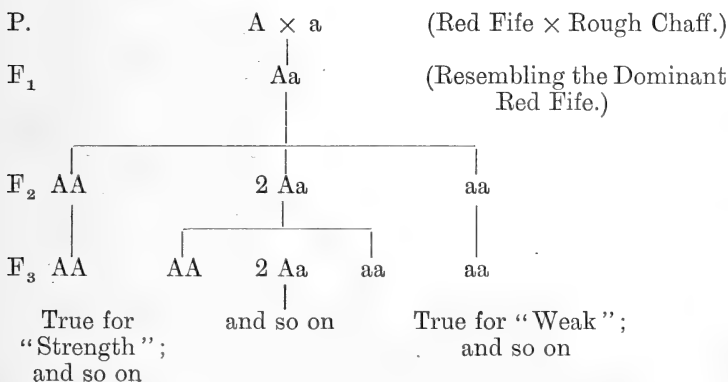 P. A × a (Red Fife × Rough Chaff.)
F₁ Aa (Resembling the Dominant
Red Fife.)
F₂ AA 2 Aa aa
F₃ AA AA 2 Aa aa aa
True for and so on True for “Weak”;
“Strength”; and so on
and so on